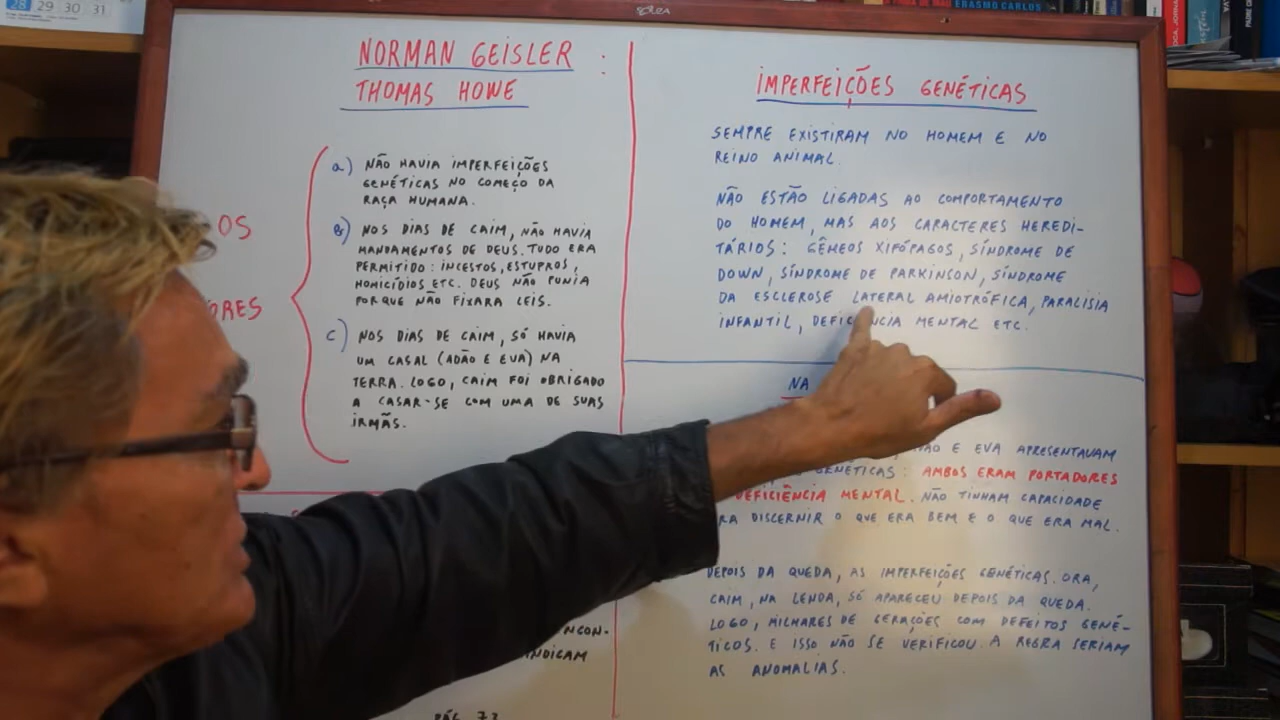 28 29 30 31
ERASMO CARLOS
NORMAN GEISLER :
THOMAS HOWE
OS
ORES
a) NÃO HAVIA IMPERFEIÇÕES
GENÉTICAS NO COMEÇO DA
RAÇA HUMANA.
B) NOS DIAS DE CAIM, NÃO HAVIA
MANDAMENTOS DE DEUS. TUDO ERA
PERMITIDO: INCESTOS, ESTUPROS,
HOMICÍDIOS ETC. DEUS NÃO PUNIA
PORQUE NÃO FIXARA LEIS.
C) NOS DIAS DE CAIM, SÓ HAVIA
UM CASAL (ADÃO E EVA) NA
TERRA. LOGO, CAIM FOI OBRIGADO
A CASAR-SE COM UMA DE SUAS
IRMÃS.
NCON-
NDICAM
PÁG. 73
IMPERFEIÇÕES GENÉTICAS
SEMPRE EXISTIRAM NO HOMEM E NO
REINO ANIMAL.
NÃO ESTÃO LIGADAS AO COMPORTAMENTO
DO HOMEM, MAS AOS CARACTERES HEREDI-
TÁRIOS: GÊMEOS XIFÓPAGOS, SÍNDROME DE
DOWN, SÍNDROME DE PARKINSON, SÍNDROME
DA ESCLEROSE LATERAL AMIOTRÓFICA, PARALISIA
INFANTIL, DEFICIÊNCIA MENTAL ETC.
NA
ÃO E EVA APRESENTAVAM
GENÉTICAS: AMBOS ERAM PORTADORES
DEFICIÊNCIA MENTAL. NÃO TINHAM CAPACIDADE
RA DISCERNIR O QUE ERA BEM E O QUE ERA MAL.
DEPOIS DA QUEDA, AS IMPERFEIÇÕES GENÉTICAS. ORA,
CAIM, NA LENDA, SÓ APARECEU DEPOIS DA QUEDA.
LOGO, MILHARES DE GERAÇÕES COM DEFEITOS GENÉ-
TICOS. E ISSO NÃO SE VERIFICOU. A REGRA SERIAM
AS ANOMALIAS.